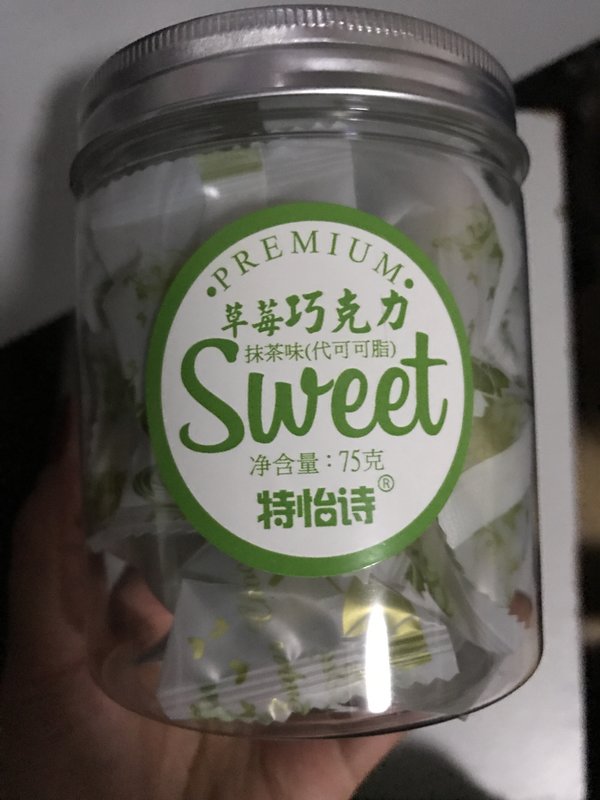 •PREMIUM•
草莓巧克力
抹茶味(代可可脂)
Sweet
净含量：75克
特怡诗®